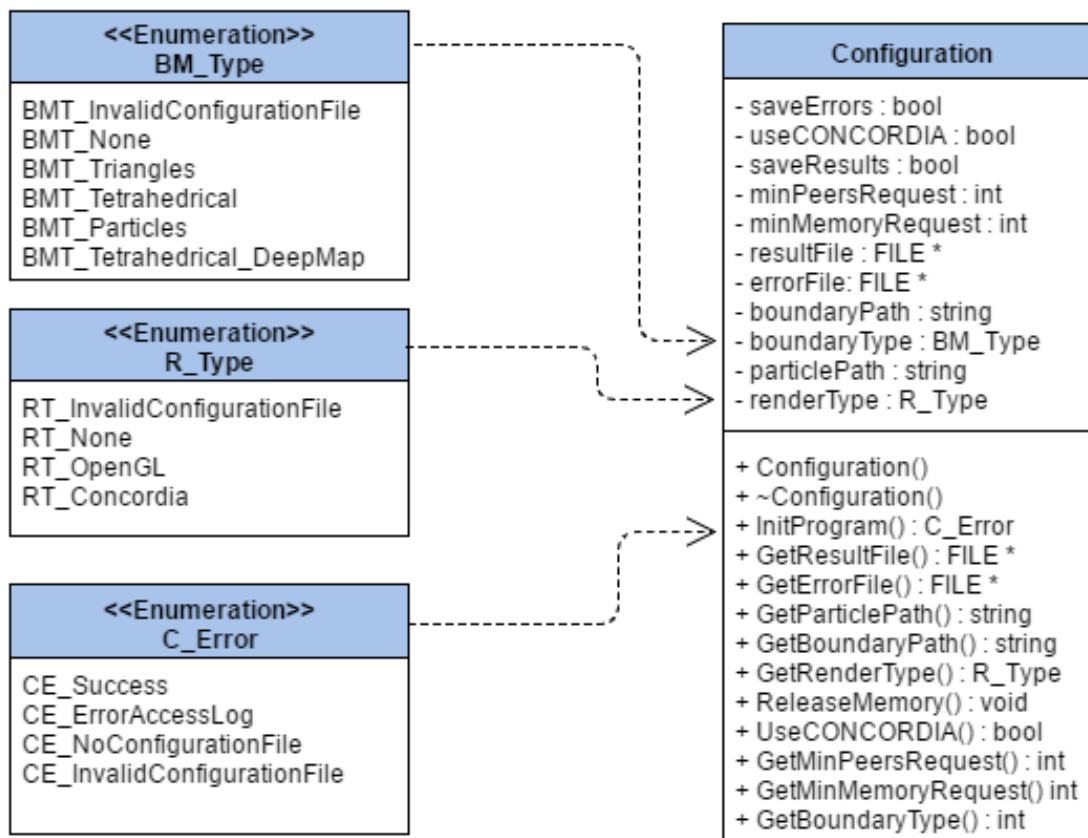 <<Enumeration>>
BM_Type
BMT_InvalidConfigurationFile
BMT_None
BMT_Triangles
BMT_Tetrahedrical
BMT_Particles
BMT_Tetrahedrical_DeepMap
<<Enumeration>>
R_Type
RT_InvalidConfigurationFile
RT_None
RT_OpenGL
RT_Concordia
<<Enumeration>>
C_Error
CE_Success
CE_ErrorAccessLog
CE_NoConfigurationFile
CE_InvalidConfigurationFile
Configuration
- saveErrors : bool
- useCONCORDIA : bool
- saveResults : bool
- minPeersRequest : int
- minMemoryRequest : int
- resultFile : FILE *
- errorFile: FILE *
- boundaryPath : string
- boundaryType : BM_Type
- particlePath : string
- renderType : R_Type
+ Configuration()
+ ~Configuration()
+ InitProgram() : C_Error
+ GetResultFile() : FILE *
+ GetErrorFile() : FILE *
+ GetParticlePath() : string
+ GetBoundaryPath() : string
+ GetRenderType() : R_Type
+ ReleaseMemory() : void
+ UseCONCORDIA() : bool
+ GetMinPeersRequest() : int
+ GetMinMemoryRequest() int
+ GetBoundaryType() : int